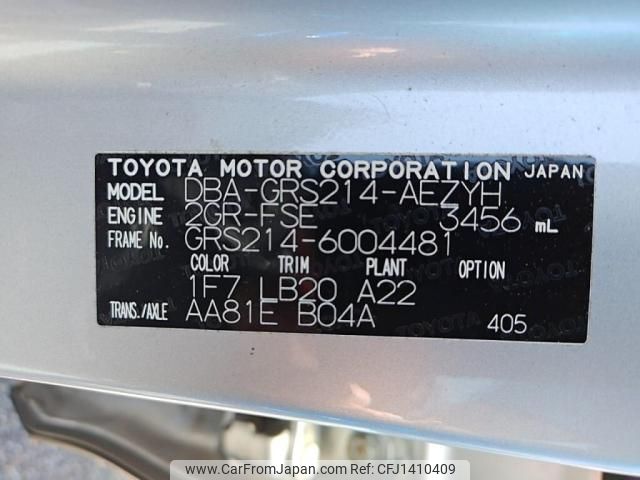 TOYOTA MOTOR CORPORATION JAPAN
MODEL DBA-GRS214-AEZYH
ENGINE 2GR-FSE 3456 mL
FRAME No. GRS214-6004481
COLOR TRIM PLANT OPTION
1F7 LB20 A22
TRANS./AXLE AA81E B04A 405
www.carfromjapan.com CFJ1410409